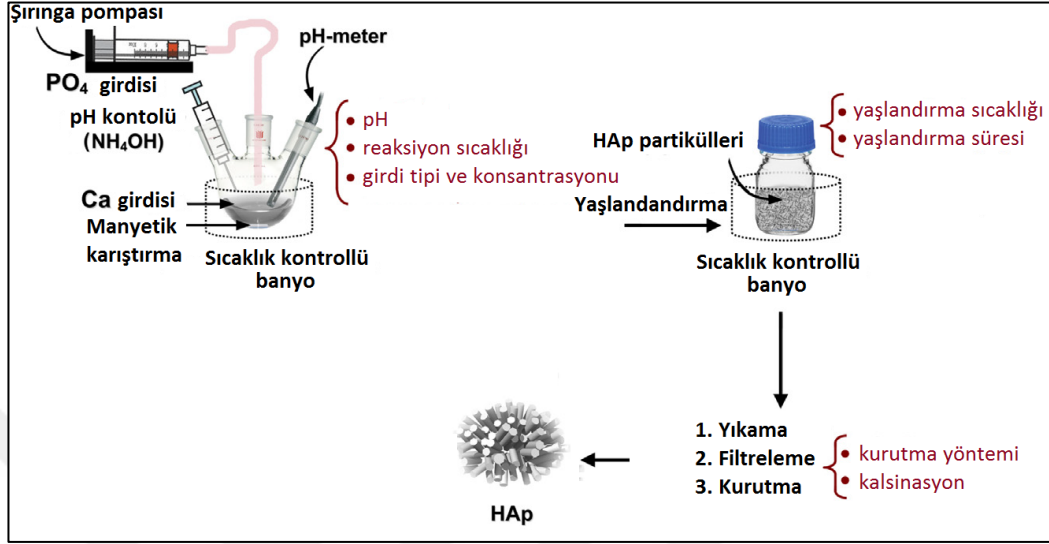 Şırınga pompası
PO4 girdisi
pH kontolü
(NH4OH)
pH-meter
• pH
• reaksiyon sıcaklığı
• girdi tipi ve konsantrasyonu
Ca girdisi
Manyetik
karıştırma
Sıcaklık kontrollü
banyo
Yaşlandandırma
HAp partikülleri
• yaşlandırma sıcaklığı
• yaşlandırma süresi
Sıcaklık kontrollü
banyo
1. Yıkama
2. Filtreleme
3. Kurutma
• kurutma yöntemi
• kalsinasyon
HAp